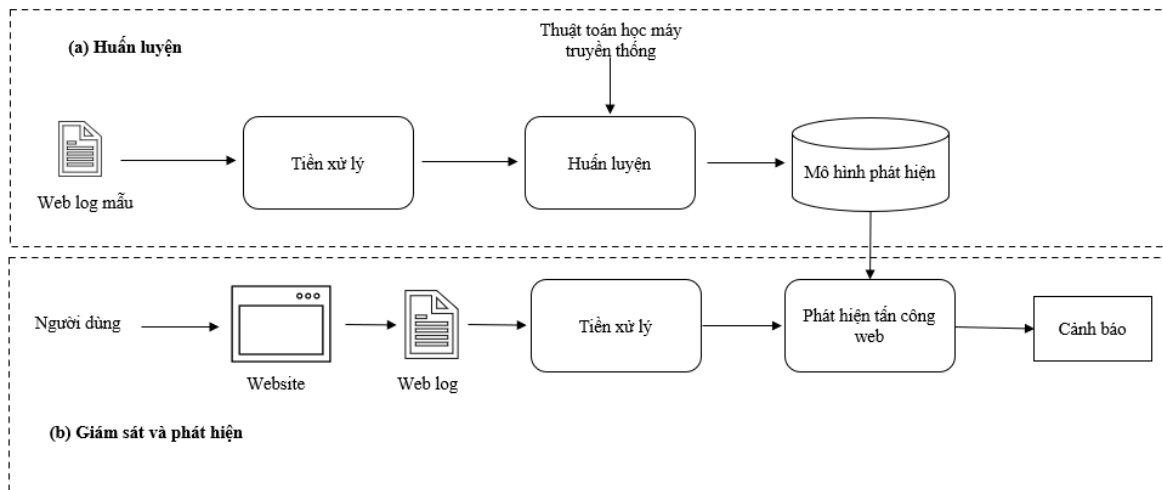 (a) Huấn luyện
Thuật toán học máy
truyền thống
Web log mẫu
Tiền xử lý
Huấn luyện
Mô hình phát hiện
Người dùng
Website
Web log
Tiền xử lý
Phát hiện tấn công
web
Cảnh báo
(b) Giám sát và phát hiện